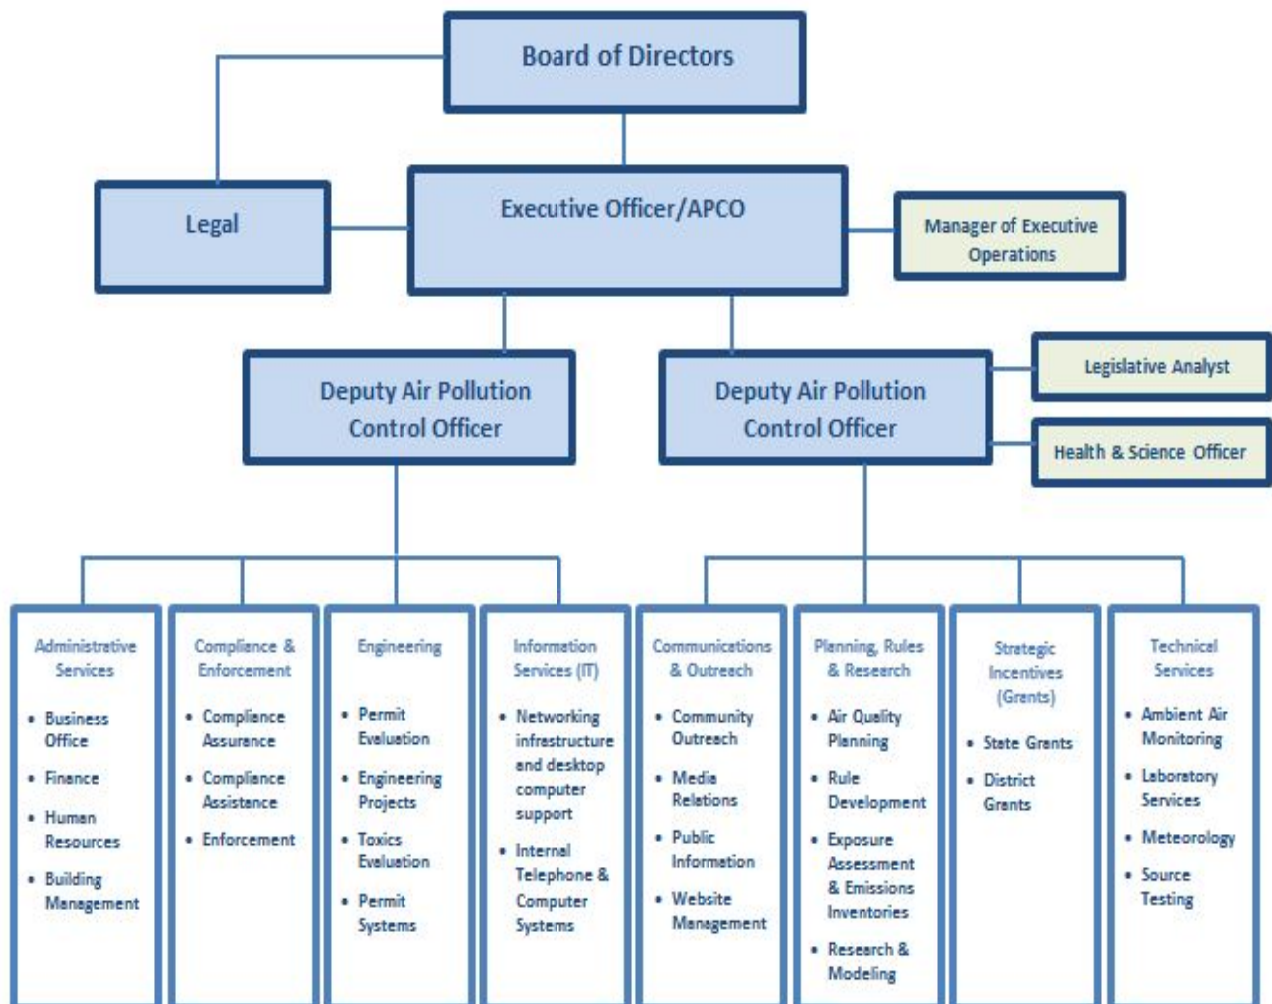 Board of Directors
Legal
Executive Officer/APCO
Manager of Executive
Operations
Deputy Air Pollution
Control Officer
Deputy Air Pollution
Control Officer
Legislative Analyst
Health & Science Officer
Administrative
Services
• Business
Office
• Finance
• Human
Resources
• Building
Management
Compliance &
Enforcement
• Compliance
Assurance
• Compliance
Assistance
• Enforcement
Engineering
• Permit
Evaluation
• Engineering
Projects
• Toxics
Evaluation
• Permit
Systems
Information
Services (IT)
• Networking
infrastructure
and desktop
computer
support
• Internal
Telephone &
Computer
Systems
Communications
& Outreach
• Community
Outreach
• Media
Relations
• Public
Information
• Website
Management
Planning, Rules
& Research
• Air Quality
Planning
• Rule
Development
• Exposure
Assessment
& Emissions
Inventories
• Research &
Modeling
Strategic
Incentives
(Grants)
• State Grants
• District
Grants
Technical
Services
• Ambient Air
Monitoring
• Laboratory
Services
• Meteorology
• Source
Testing